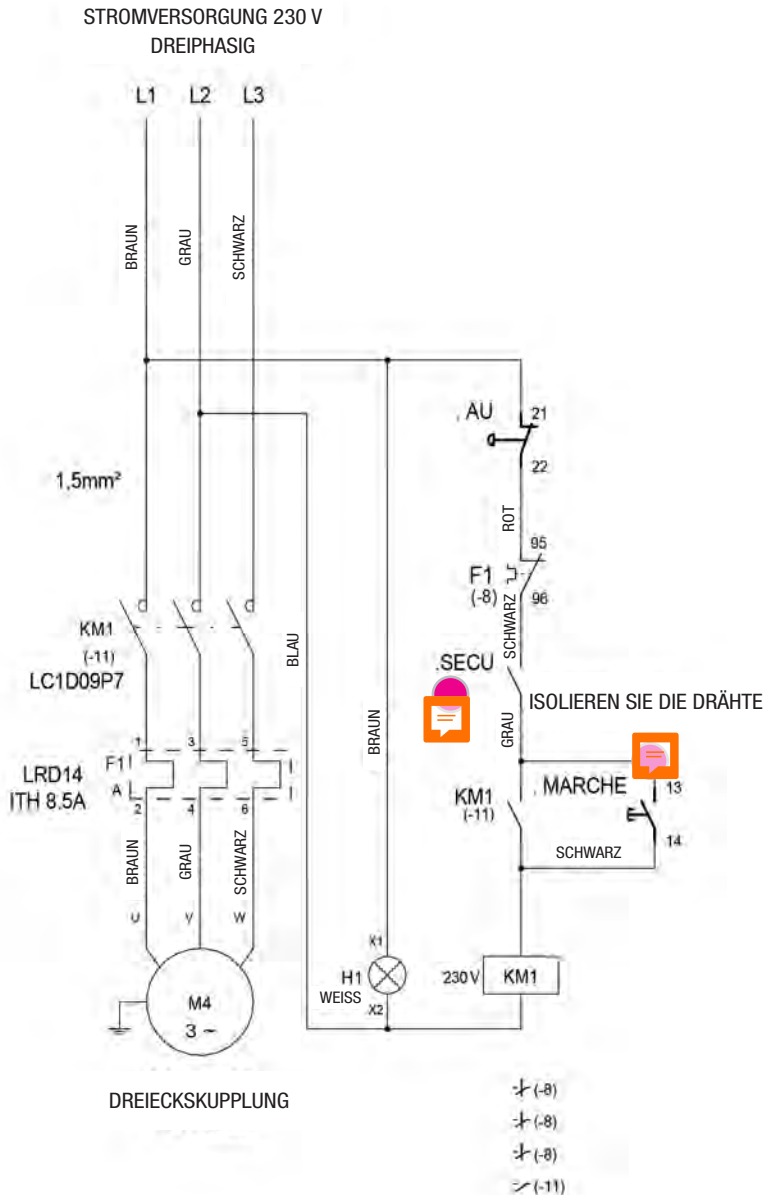 STROMVERSORGUNG 230 V
DREIPHASIG
L1 L2 L3
BRAUN
GRAU
SCHWARZ
.AU
21
22
1,5mm²
ROT
95
F1
(-8)
96
SCHWARZ
KM1
(-11)
LC1D09P7
BLAU
.SECU
ISOLIEREN SIE DIE DRÄHTE
BRAUN
GRAU
1 3 5
LRD14
ITH 8.5A
F1
A
2 4 6
KM1
(-11)
. MARCHE
13
14
SCHWARZ
BRAUN
GRAU
SCHWARZ
U V W
X1
H1
WEISS
X2
230 V
KM1
M4
3 ~
DREIECKSKUPPLUNG
(-8)
(-8)
(-8)
(-11)